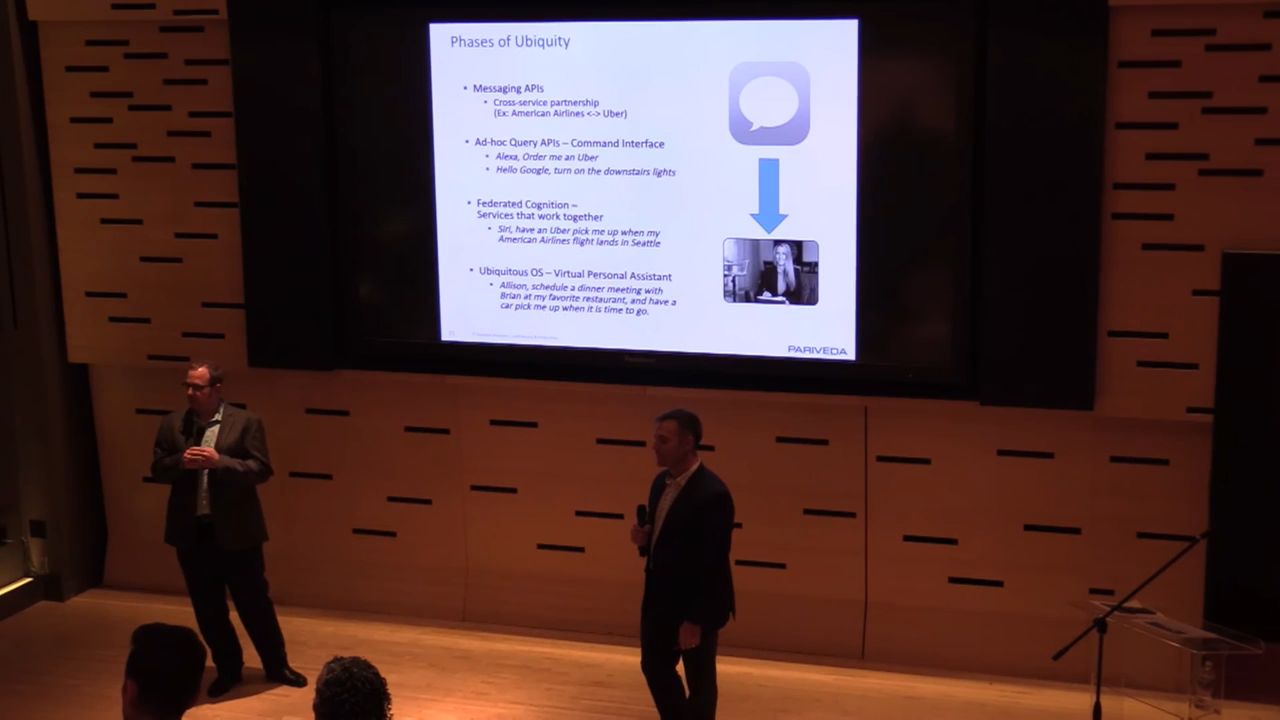 Phases of Ubiquity
Messaging APIs
Cross-service partnership
(Ex: American Airlines <-> Uber)
Ad-hoc Query APIs – Command Interface
Alexa, Order me an Uber
Hello Google, turn on the downstairs lights
Federated Cognition –
Services that work together
Siri, have an Uber pick me up when my
American Airlines flight lands in Seattle
Ubiquitous OS – Virtual Personal Assistant
Allison, schedule a dinner meeting with
Brian at my favorite restaurant, and have a
car pick me up when it is time to go.
PARIVEDA